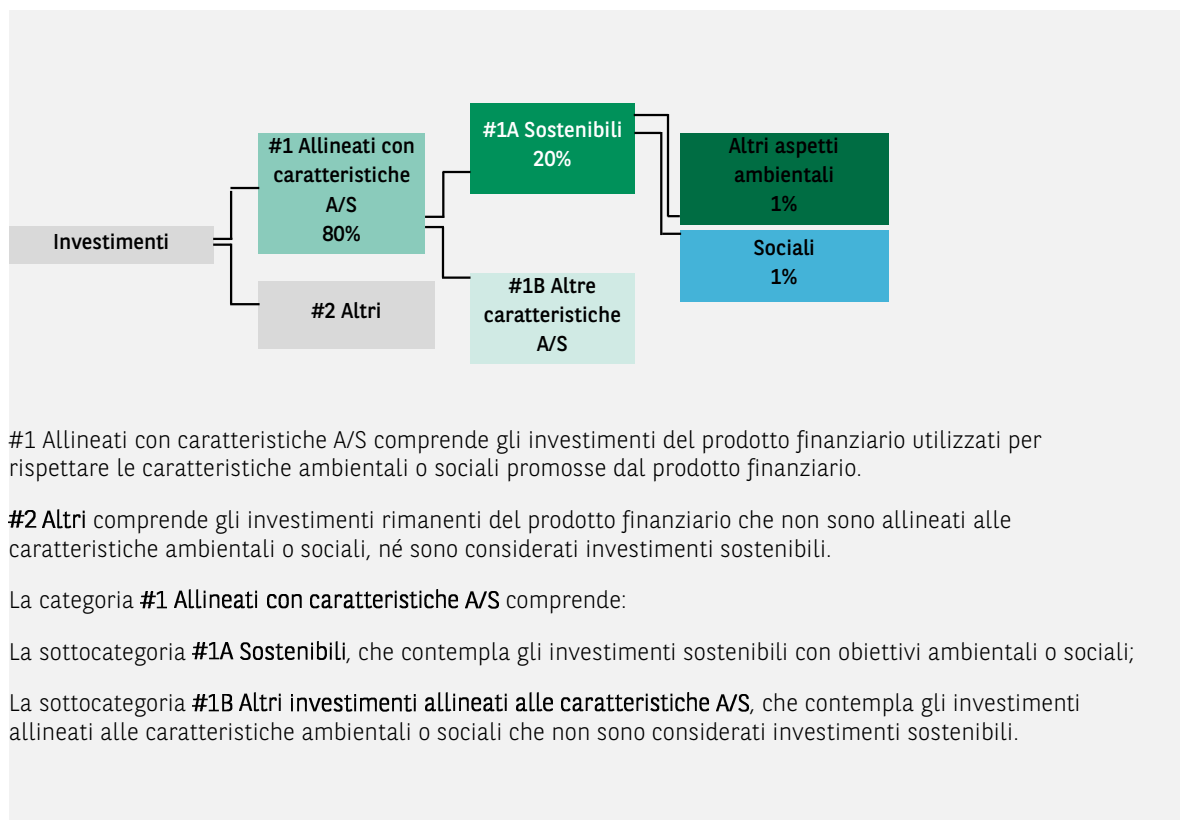 Investimenti
#1 Allineati con
caratteristiche
A/S
80%
#2 Altri
#1A Sostenibili
20%
#1B Altre
caratteristiche
A/S
Altri aspetti
ambientali
1%
Sociali
1%
#1 Allineati con caratteristiche A/S comprende gli investimenti del prodotto finanziario utilizzati per
rispettare le caratteristiche ambientali o sociali promosse dal prodotto finanziario.
#2 Altri comprende gli investimenti rimanenti del prodotto finanziario che non sono allineati alle
caratteristiche ambientali o sociali, né sono considerati investimenti sostenibili.
La categoria #1 Allineati con caratteristiche A/S comprende:
La sottocategoria #1A Sostenibili, che contempla gli investimenti sostenibili con obiettivi ambientali o sociali;
La sottocategoria #1B Altri investimenti allineati alle caratteristiche A/S, che contempla gli investimenti
allineati alle caratteristiche ambientali o sociali che non sono considerati investimenti sostenibili.